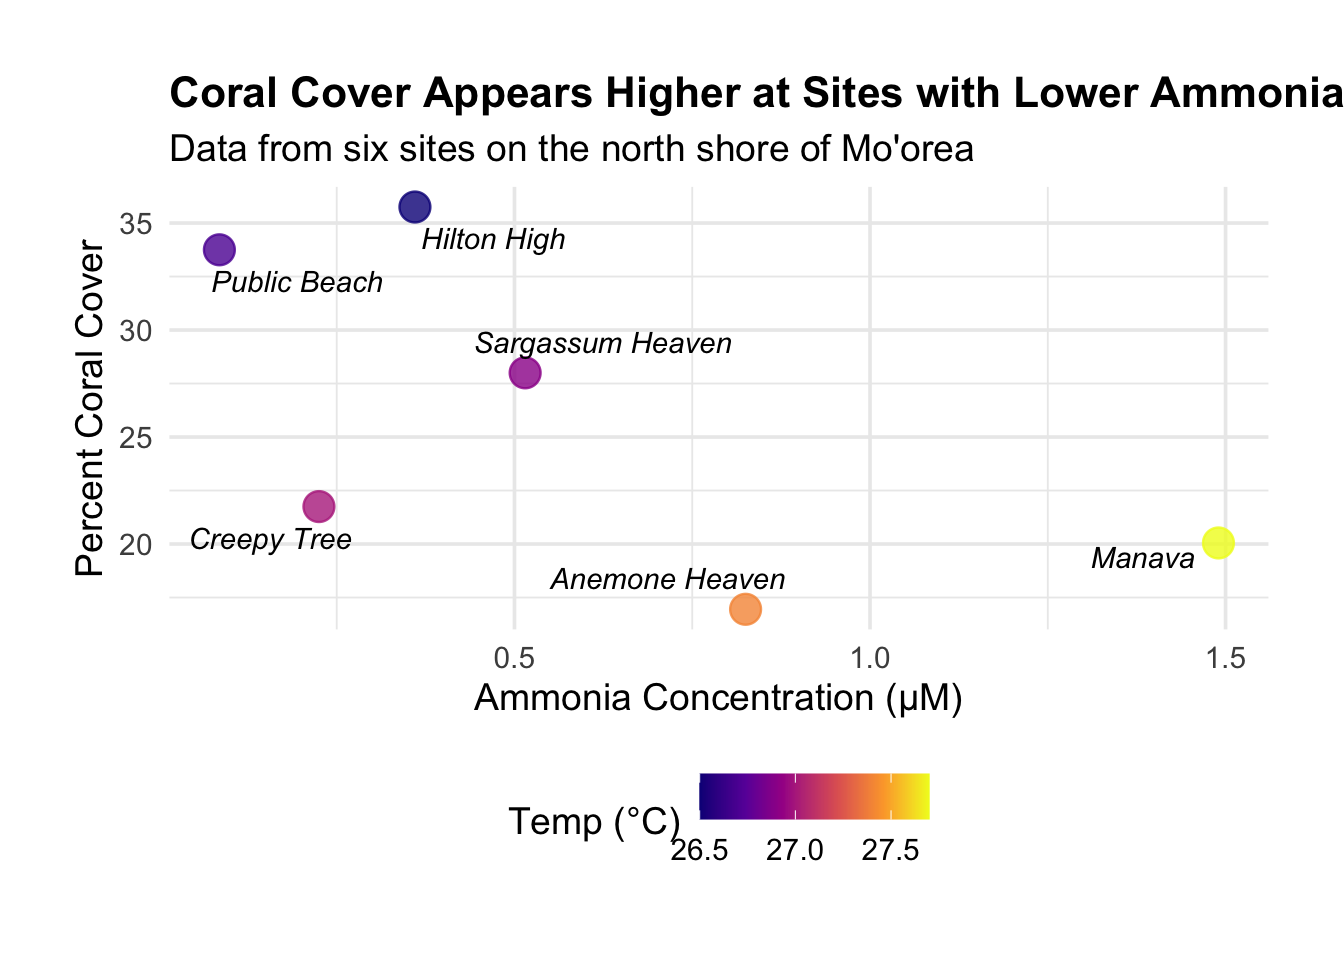 Coral Cover Appears Higher at Sites with Lower Ammonia
Data from six sites on the north shore of Mo'orea
Percent Coral Cover
35
30
25
20
Hilton High
Public Beach
Sargassum Heaven
Creepy Tree
Manava
Anemone Heaven
0.5 1.0 1.5
Ammonia Concentration (µM)
Temp (°C)
26.5 27.0 27.5